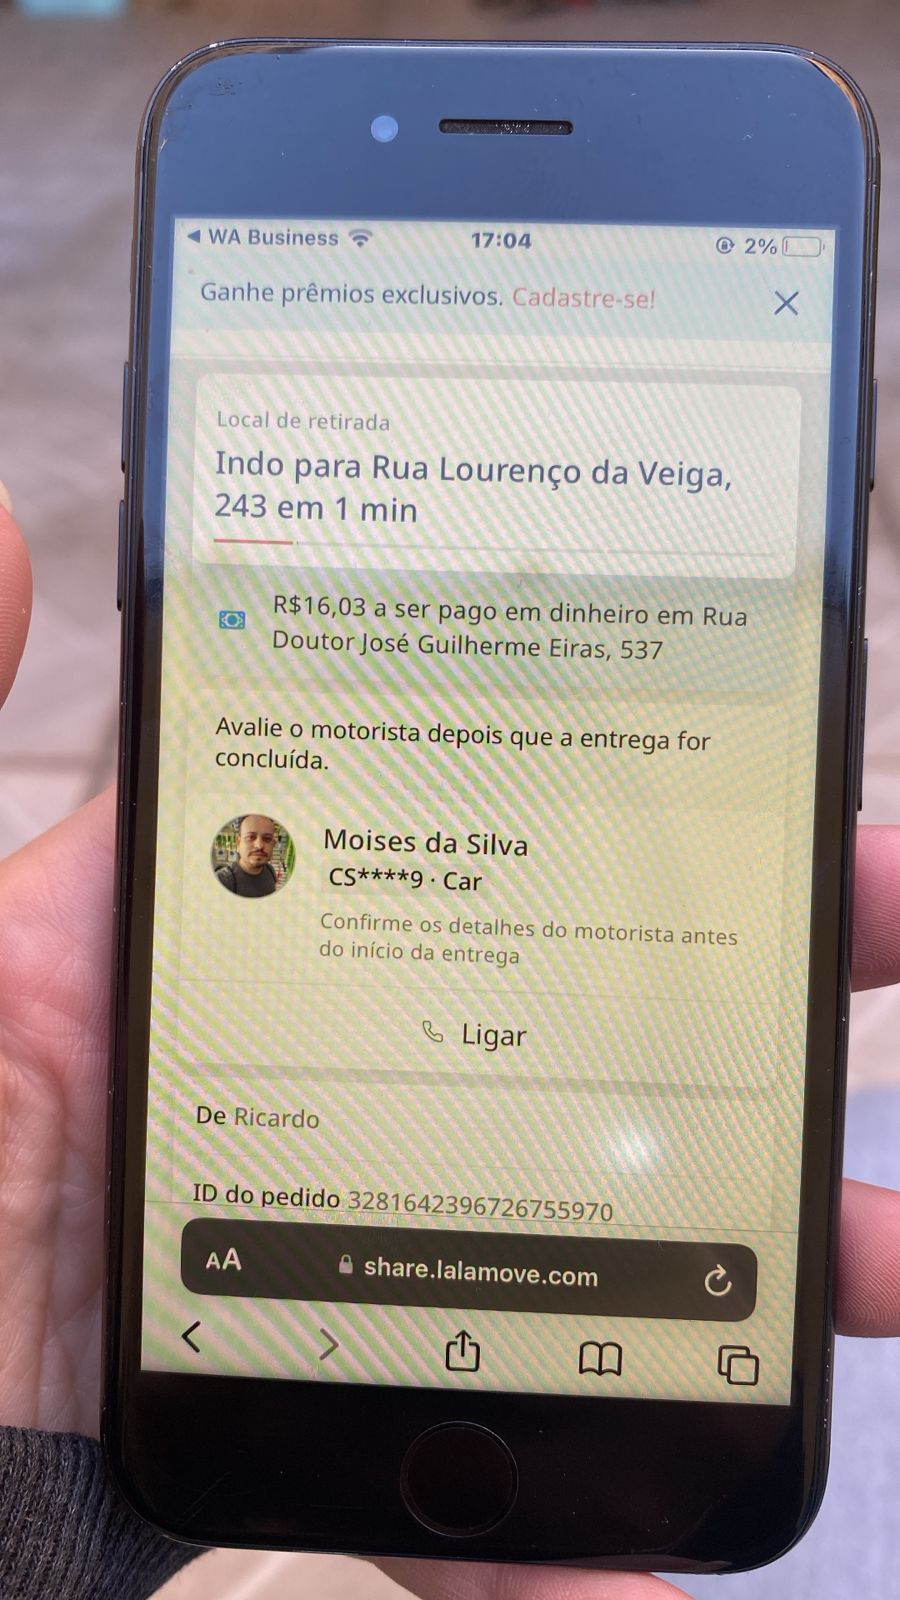 ◀ WA Business 17:04 2%
Ganhe prêmios exclusivos. Cadastre-se!
Local de retirada
Indo para Rua Lourenço da Veiga,
243 em 1 min
R$16,03 a ser pago em dinheiro em Rua
Doutor José Guilherme Eiras, 537
Avalie o motorista depois que a entrega for
concluída.
Moises da Silva
CS****9 · Car
Confirme os detalhes do motorista antes
do início da entrega
Ligar
De Ricardo
ID do pedido 3281642396726755970
AA share.lalamove.com